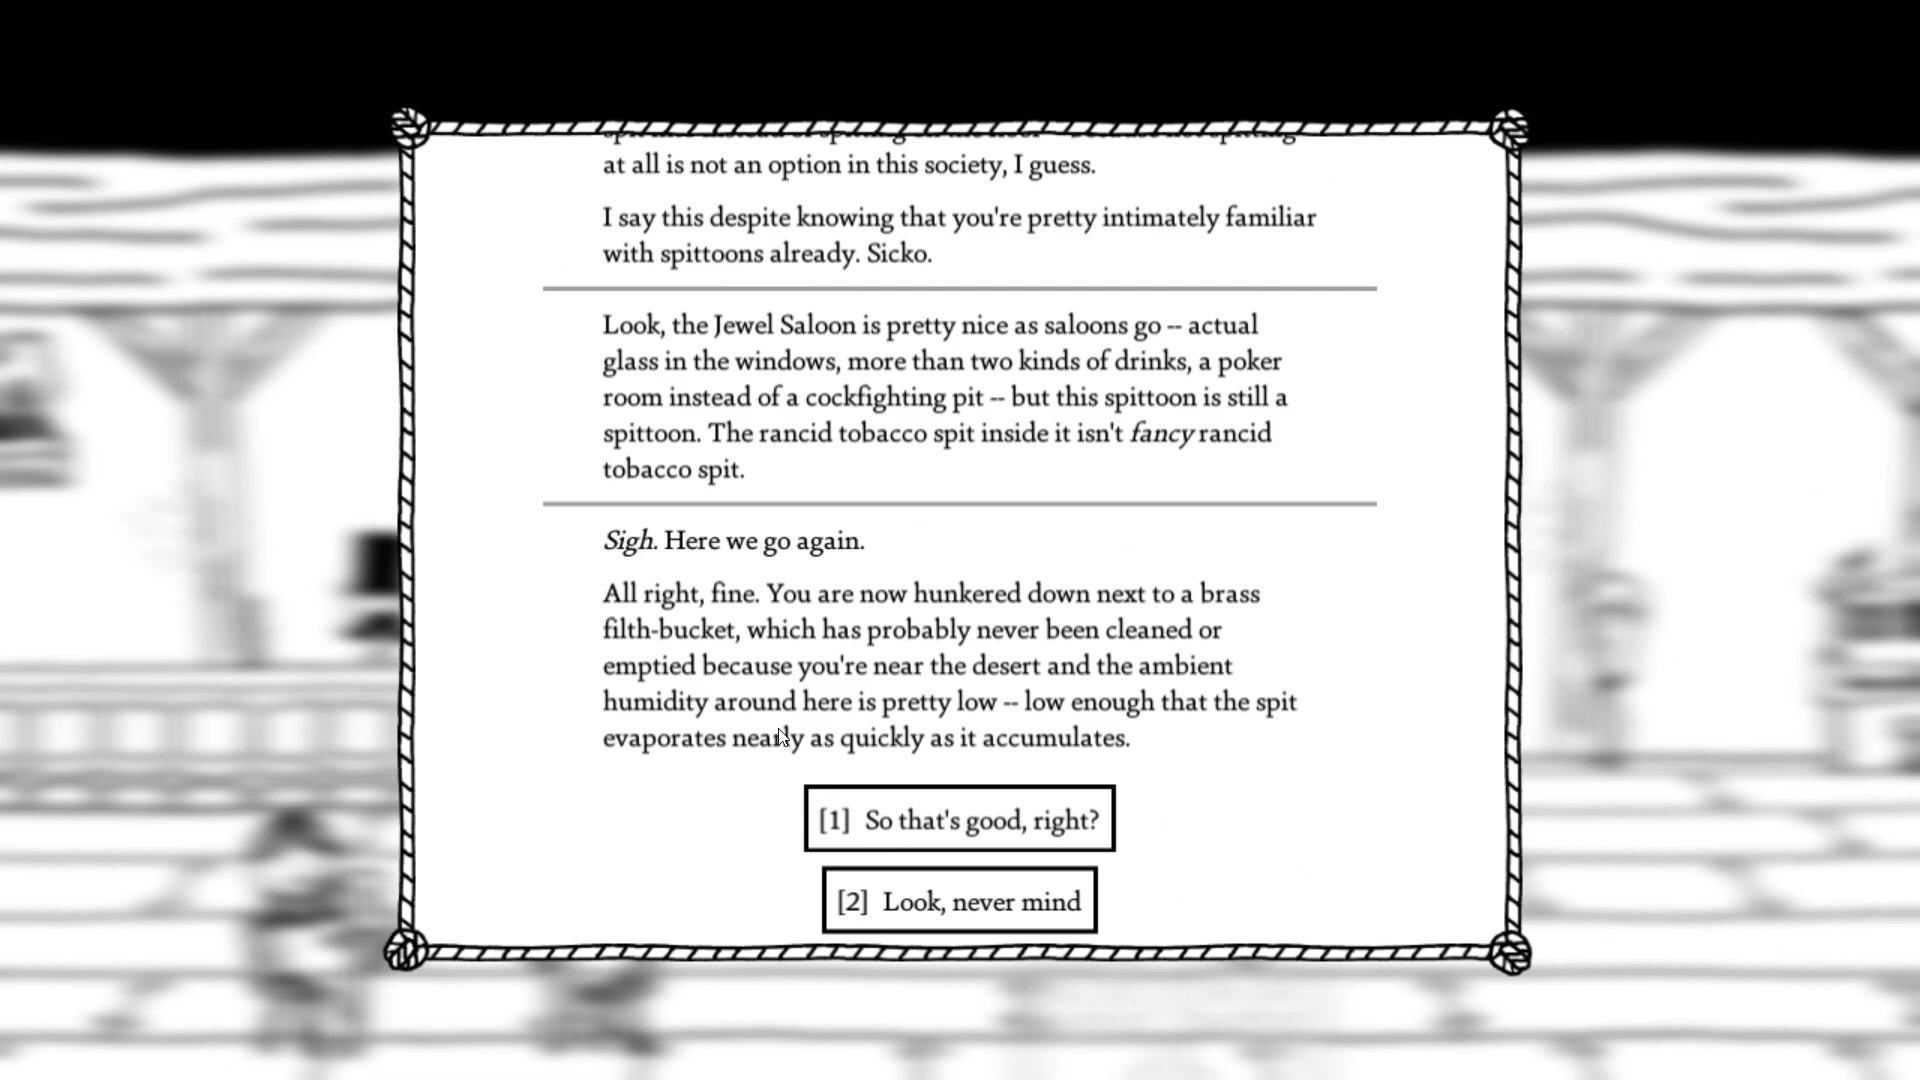 at all is not an option in this society, I guess.
I say this despite knowing that you're pretty intimately familiar
with spittoons already. Sicko.
Look, the Jewel Saloon is pretty nice as saloons go -- actual
glass in the windows, more than two kinds of drinks, a poker
room instead of a cockfighting pit -- but this spittoon is still a
spittoon. The rancid tobacco spit inside it isn't fancy rancid
tobacco spit.
Sigh. Here we go again.
All right, fine. You are now hunkered down next to a brass
filth-bucket, which has probably never been cleaned or
emptied because you're near the desert and the ambient
humidity around here is pretty low -- low enough that the spit
evaporates nearly as quickly as it accumulates.
[1] So that's good, right?
[2] Look, never mind